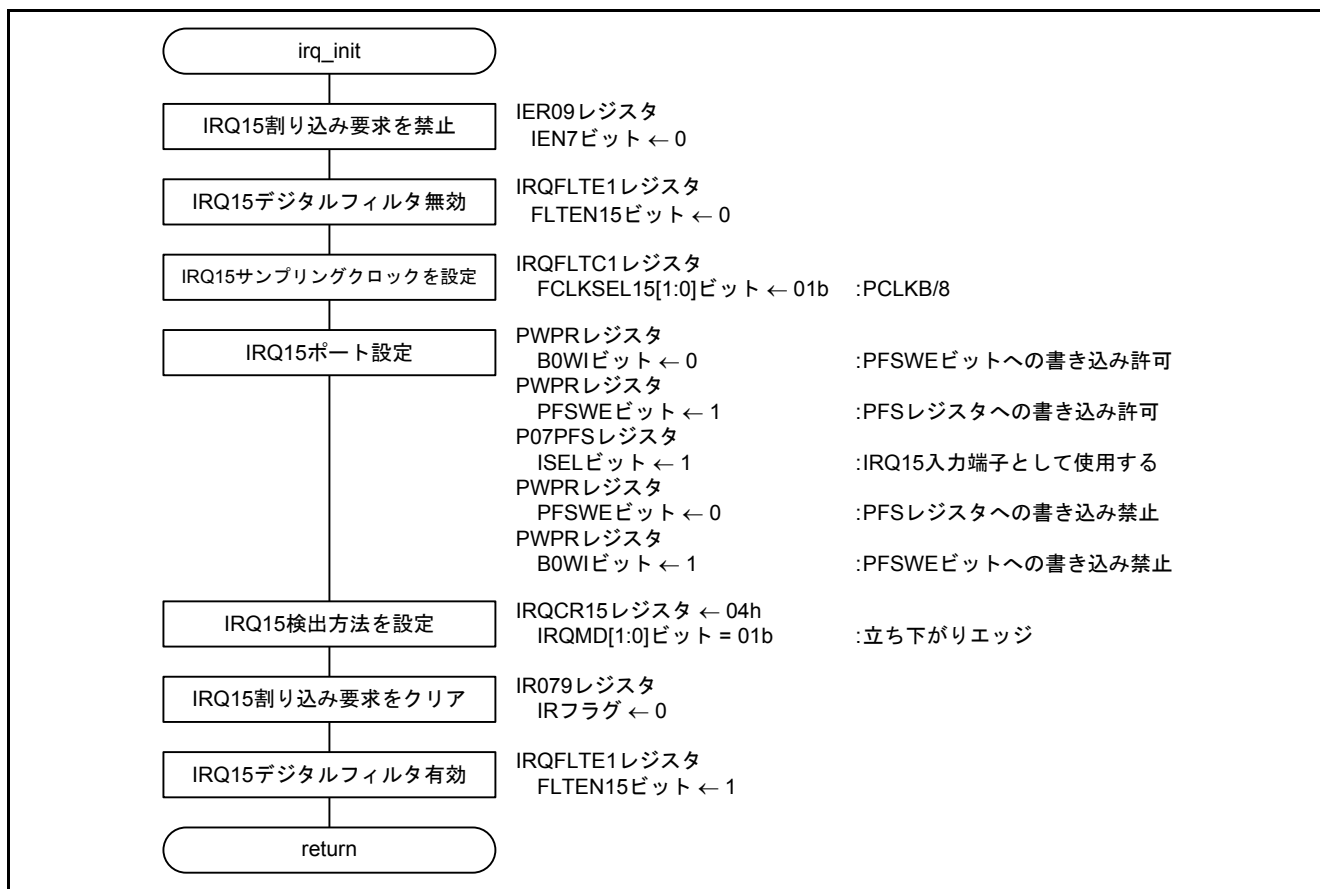 irq_init
IRQ15割り込み要求を禁止
IER09レジスタ
IEN7ビット ← 0
IRQ15デジタルフィルタ無効
IRQFLTE1レジスタ
FLTEN15ビット ← 0
IRQ15サンプリングクロックを設定
IRQFLTC1レジスタ
FCLKSEL15[1:0]ビット ← 01b :PCLKB/8
IRQ15ポート設定
PWPRレジスタ
B0WIビット ← 0 :PFSWEビットへの書き込み許可
PWPRレジスタ
PFSWEビット ← 1 :PFSレジスタへの書き込み許可
P07PFSレジスタ
ISELビット ← 1 :IRQ15入力端子として使用する
PWPRレジスタ
PFSWEビット ← 0 :PFSレジスタへの書き込み禁止
PWPRレジスタ
B0WIビット ← 1 :PFSWEビットへの書き込み禁止
IRQ15検出方法を設定
IRQCR15レジスタ ← 04h
IRQMD[1:0]ビット = 01b :立ち下がりエッジ
IRQ15割り込み要求をクリア
IR079レジスタ
IRフラグ ← 0
IRQ15デジタルフィルタ有効
IRQFLTE1レジスタ
FLTEN15ビット ← 1
return